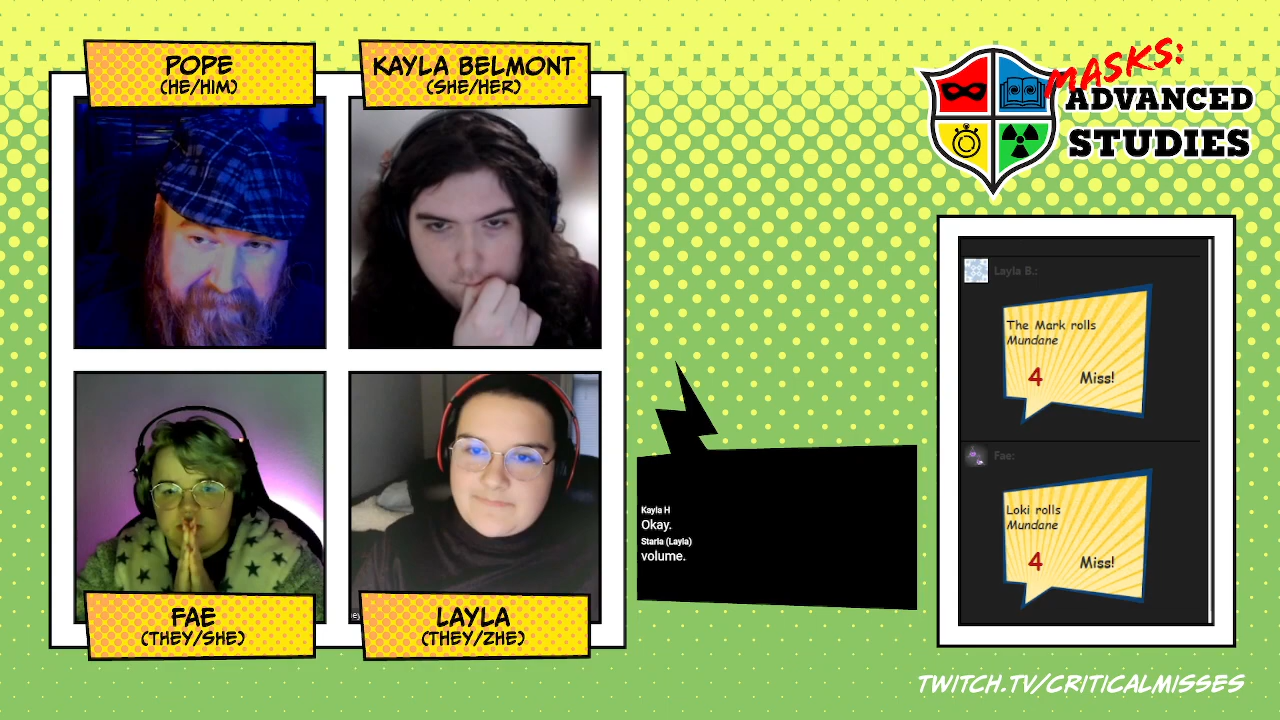 POPE
(HE/HIM)
KAYLA BELMONT
(SHE/HER)
FAE
(THEY/SHE)
LAYLA
(THEY/ZHE)
Kayla H
Okay.
Starla (Layla)
volume.
MASKS:
ADVANCED
STUDIES
Layla B.:
The Mark rolls
Mundane
4 Miss!
Fae:
Loki rolls
Mundane
4 Miss!
TWITCH.TV/CRITICALMISSES